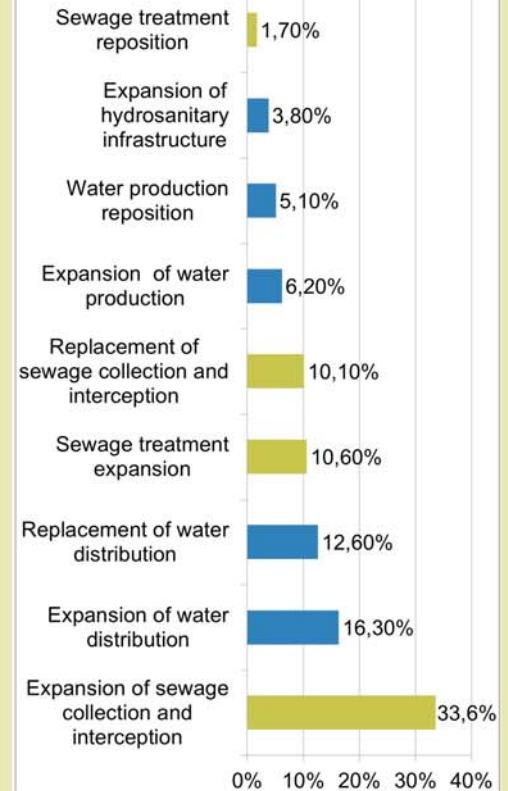 Sewage treatment
reposition
1,70%
Expansion of
hydrosanitary
infrastructure
3,80%
Water production
reposition
5,10%
Expansion of water
production
6,20%
Replacement of
sewage collection and
interception
10,10%
Sewage treatment
expansion
10,60%
Replacement of water
distribution
12,60%
Expansion of water
distribution
16,30%
Expansion of sewage
collection and
interception
33,6%
0% 10% 20% 30% 40%